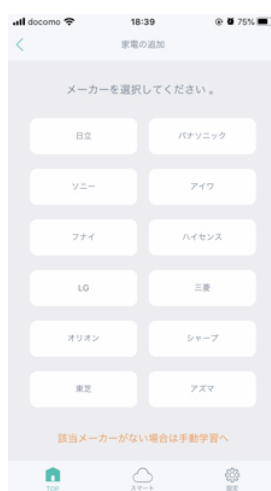 docomo 18:39 75%
家電の追加
メーカーを選択してください。
日立 パナソニック
ソニー アイワ
フナイ ハイセンス
LG 三菱
オリオン シャープ
東芝 アズマ
該当メーカーがない場合は手動学習へ
TOP スマート 設定